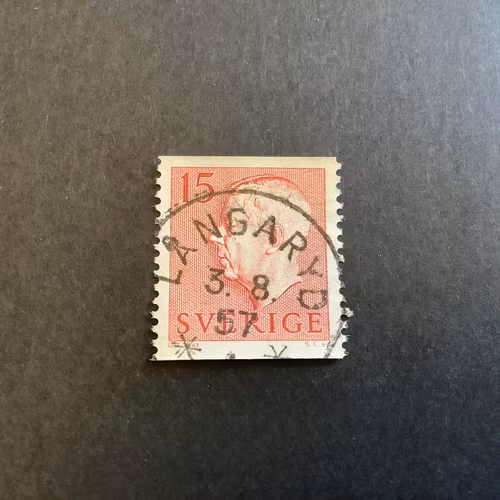 15
LÅNGARYD
3. 8.
57
SVERIGE